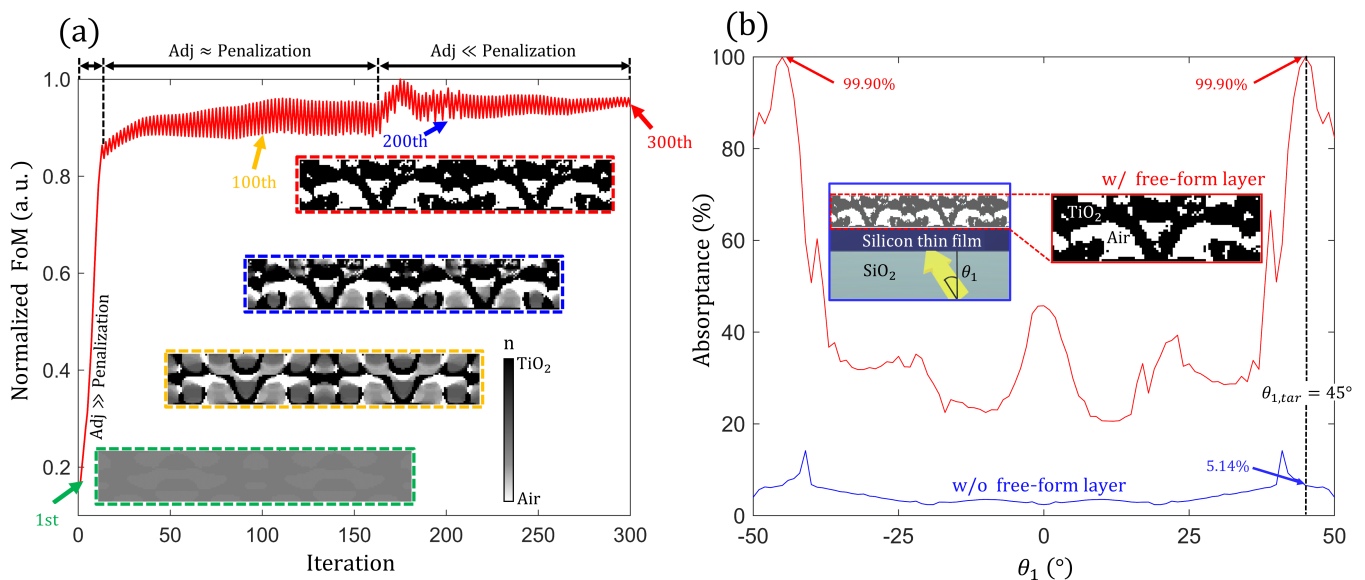 (a)
Adj ≈ Penalization
Adj ≪ Penalization
Adj ≫ Penalization
Normalized FoM (a. u.)
1.0
0.8
0.6
0.4
0.2
0
50
100
150
200
250
300
Iteration
1st
100th
200th
300th
n
TiO₂
Air
(b)
Absorptance (%)
100
80
60
40
20
0
-50
-25
0
25
50
θ₁ (°)
99.90%
99.90%
w/ free-form layer
TiO₂
Air
Silicon thin film
SiO₂
θ₁
θ₁,tar = 45°
5.14%
w/o free-form layer